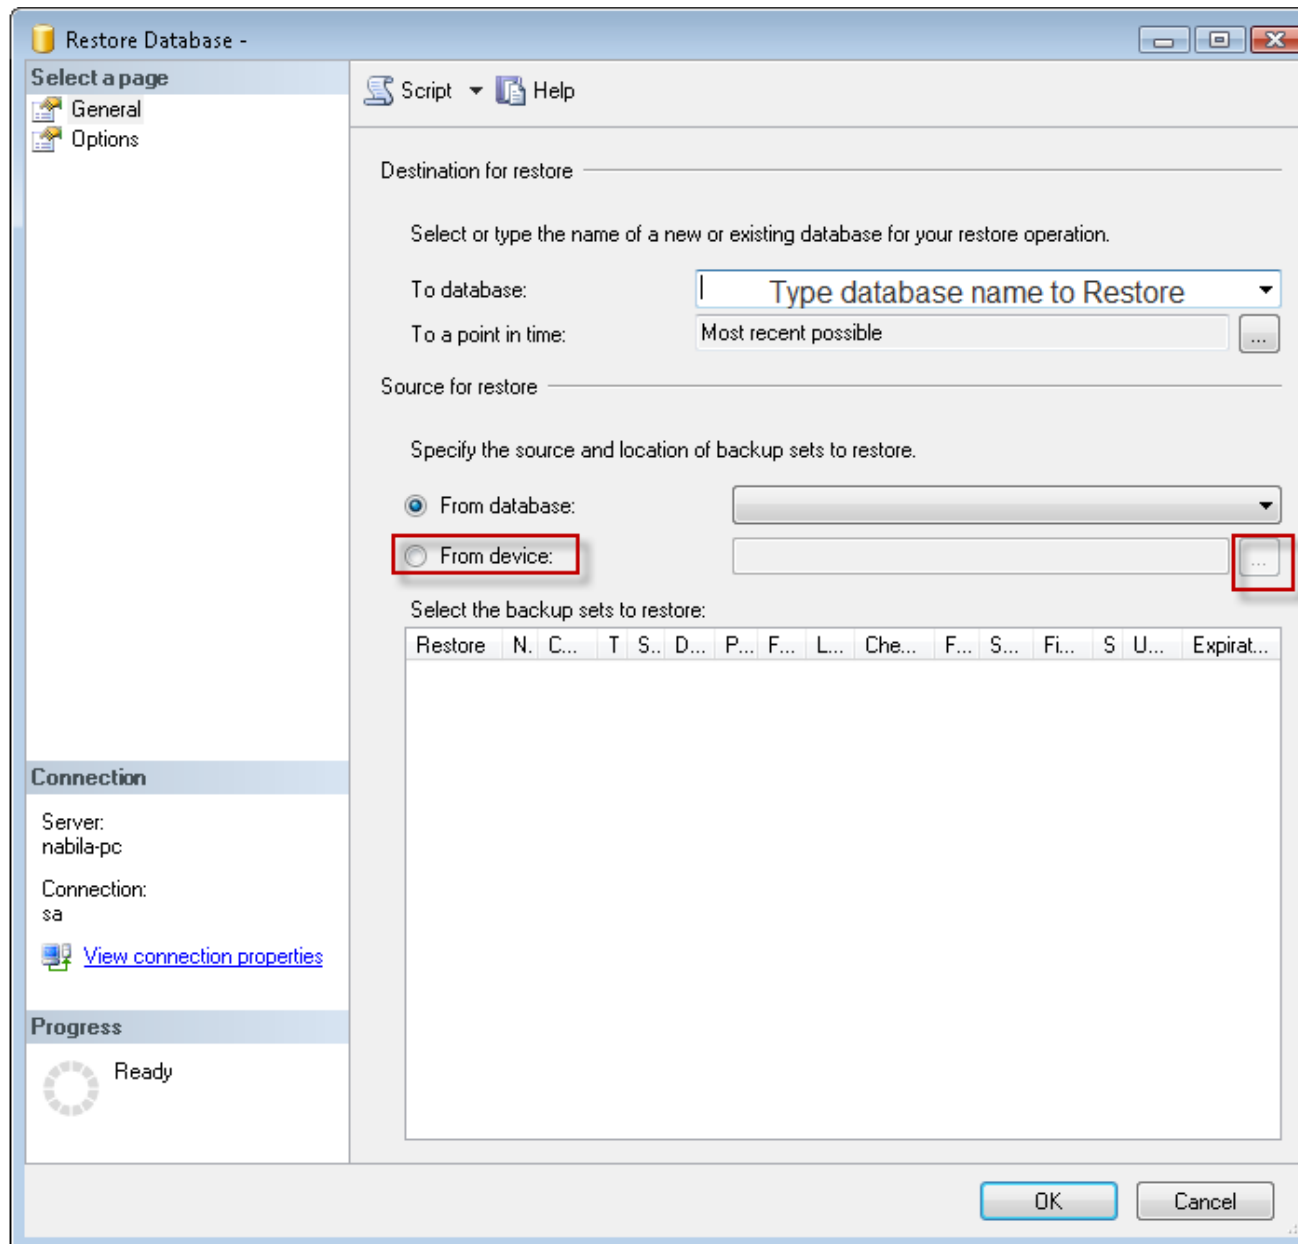 Restore Database -
Select a page
General
Options
Script
Help
Destination for restore
Select or type the name of a new or existing database for your restore operation.
To database:
Type database name to Restore
To a point in time:
Most recent possible
...
Source for restore
Specify the source and location of backup sets to restore.
From database:
From device:
...
Select the backup sets to restore:
Restore N. C... T S.. D... P... F... L... Che... F... S... Fi... S U... Expirat...
Connection
Server:
nabila-pc
Connection:
sa
View connection properties
Progress
Ready
OK
Cancel